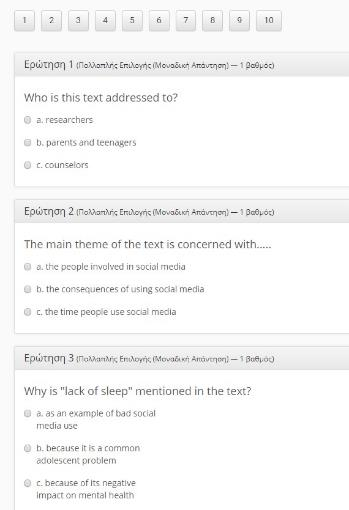 1 2 3 4 5 6 7 8 9 10
Ερώτηση 1 (Πολλαπλής Επιλογής (Μοναδική Απάντηση) — 1 βαθμός)
Who is this text addressed to?
a. researchers
b. parents and teenagers
c. counselors
Ερώτηση 2 (Πολλαπλής Επιλογής (Μοναδική Απάντηση) — 1 βαθμός)
The main theme of the text is concerned with.....
a. the people involved in social media
b. the consequences of using social media
c. the time people use social media
Ερώτηση 3 (Πολλαπλής Επιλογής (Μοναδική Απάντηση) — 1 βαθμός)
Why is "lack of sleep" mentioned in the text?
a. as an example of bad social
media use
b. because it is a common
adolescent problem
c. because of its negative
impact on mental health